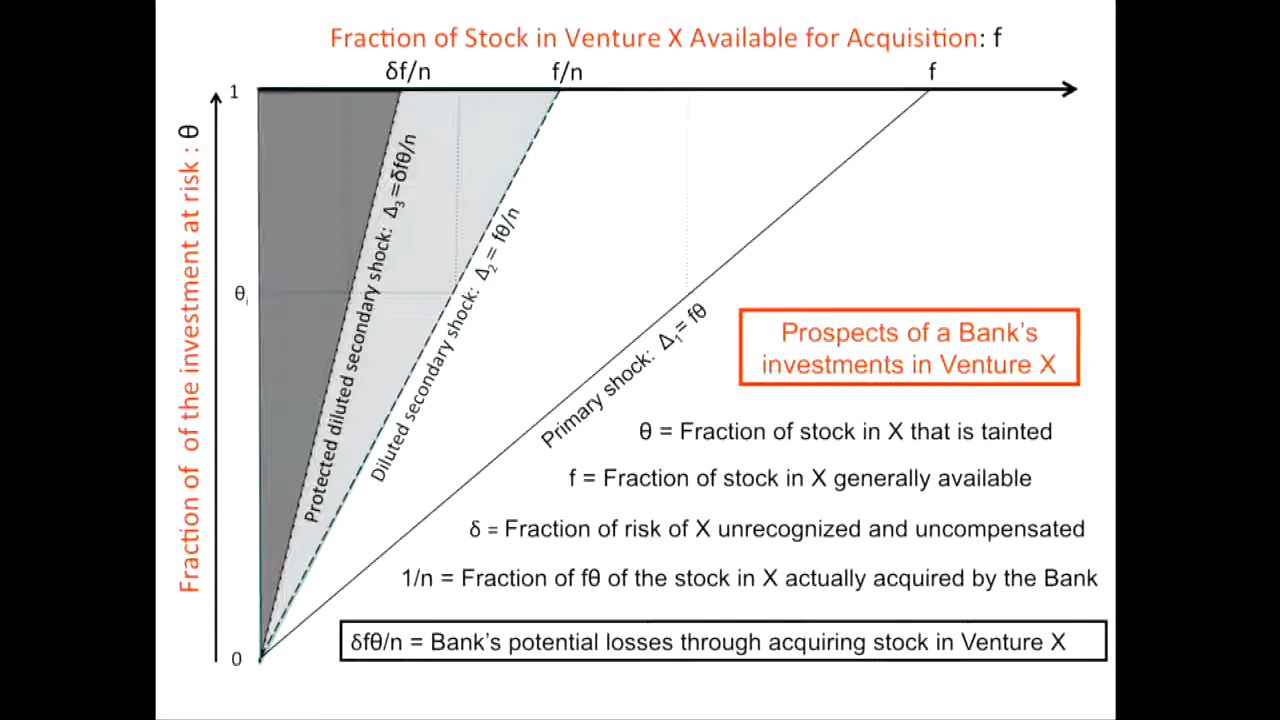 Fraction of Stock in Venture X Available for Acquisition: f
δf/n
f/n
f
1
Fraction of of the investment at risk : θ
θi
0
Protected diluted secondary shock: Δ3 = δfθ/n
Diluted secondary shock: Δ2 = fθ/n
Primary shock: Δ1= fθ
Prospects of a Bank's
investments in Venture X
θ = Fraction of stock in X that is tainted
f = Fraction of stock in X generally available
δ = Fraction of risk of X unrecognized and uncompensated
1/n = Fraction of fθ of the stock in X actually acquired by the Bank
δfθ/n = Bank's potential losses through acquiring stock in Venture X